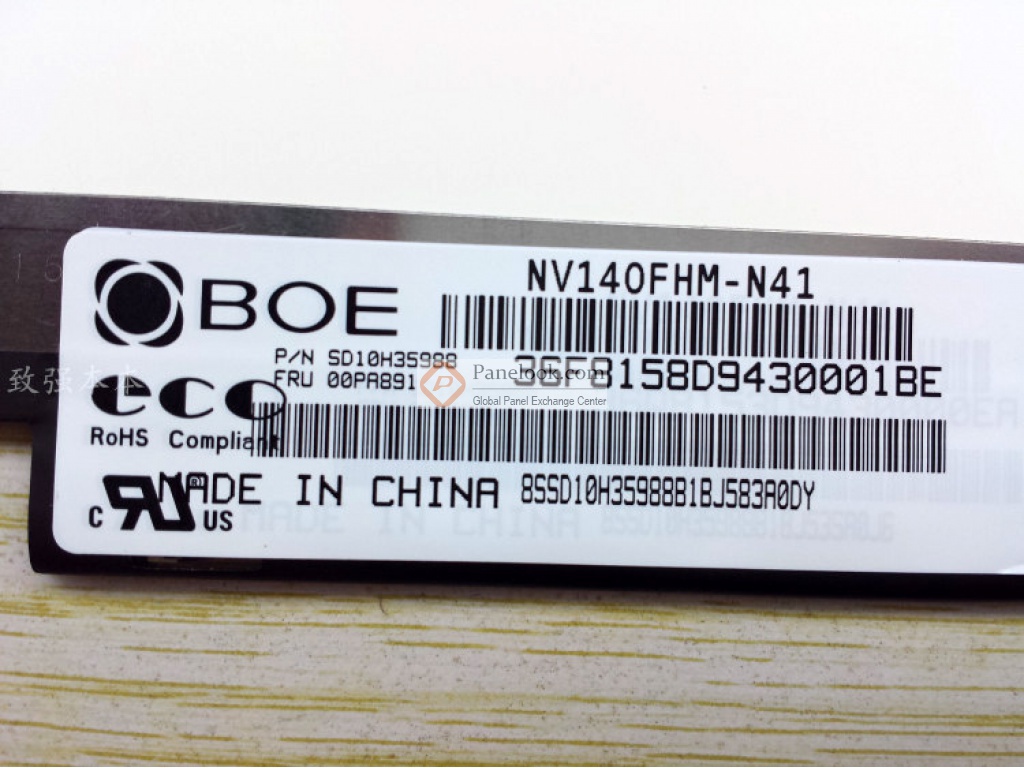 BOE
NV140FHM-N41
P/N SD10H35988
FRU 00PA891
36F8158D9430001BE
Panelook.com
Global Panel Exchange Center
致强本本
eco
RoHS Compliant
MADE IN CHINA
8SSD10H35988B1BJ583A0DY
C RU ® US